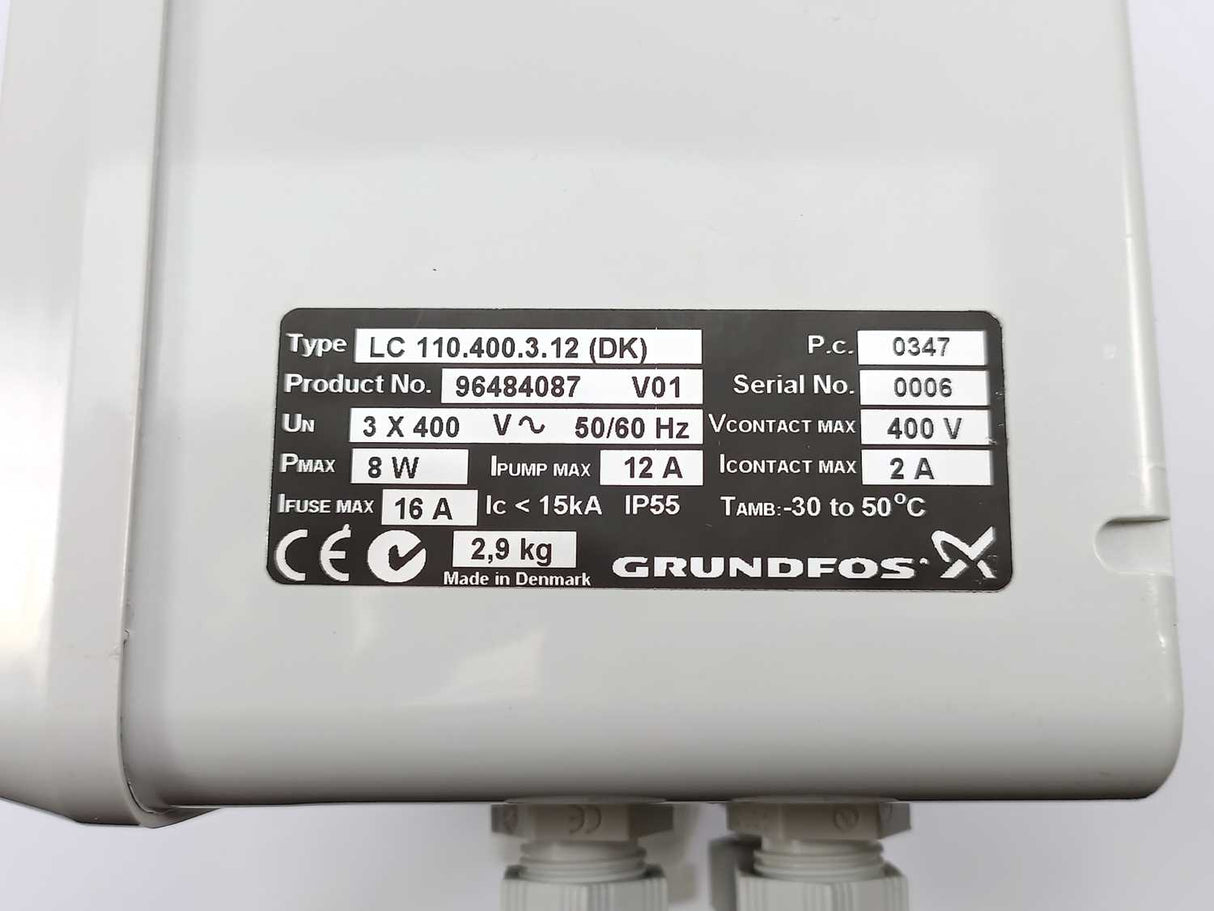 Type LC 110.400.3.12 (DK) P.c. 0347
Product No. 96484087 V01 Serial No. 0006
UN 3 X 400 V~ 50/60 Hz VCONTACT MAX 400 V
PMAX 8 W IPUMP MAX 12 A ICONTACT MAX 2 A
IFUSE MAX 16 A Ic < 15kA IP55 TAMB:-30 to 50°C
CE 2,9 kg GRUNDFOS
Made in Denmark
CE